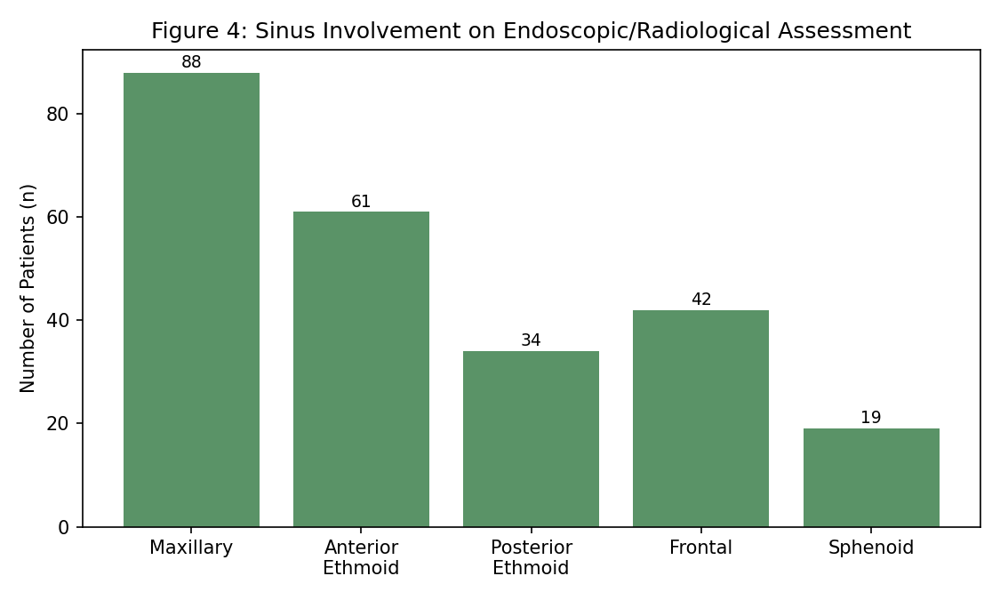 Figure 4: Sinus Involvement on Endoscopic/Radiological Assessment
Number of Patients (n)
80
60
40
20
0
88
61
34
42
19
Maxillary
Anterior
Ethmoid
Posterior
Ethmoid
Frontal
Sphenoid